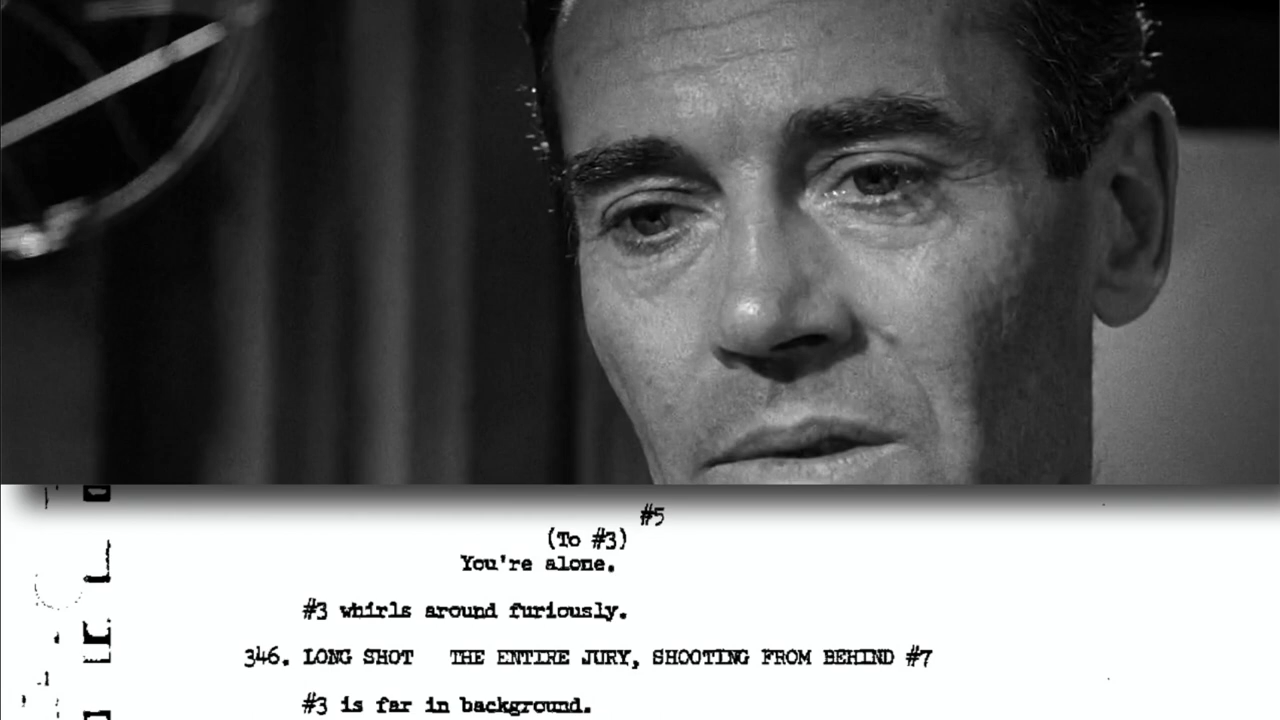 #5
(To #3)
You're alone.
#3 whirls around furiously.
346. LONG SHOT THE ENTIRE JURY, SHOOTING FROM BEHIND #7
#3 is far in background.